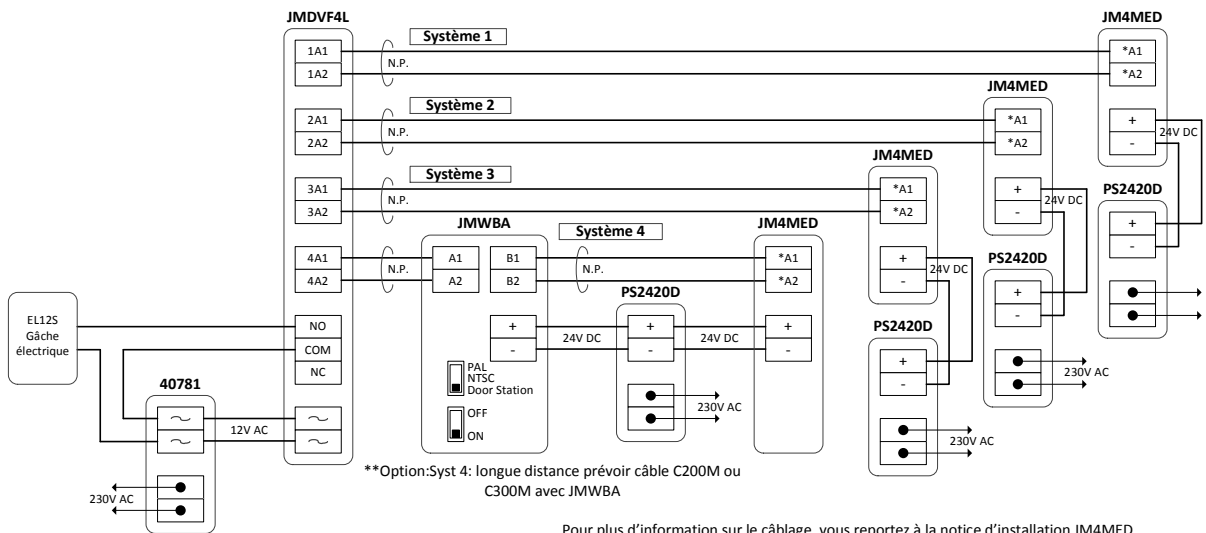 JMDVF4L
JM4MED
Système 1
1A1
1A2
N.P.
*A1
*A2
JM4MED
Système 2
2A1
2A2
N.P.
*A1
*A2
+
-
24V DC
JM4MED
Système 3
3A1
3A2
N.P.
*A1
*A2
+
-
24V DC
PS2420D
+
-
JMWBA
Système 4
JM4MED
4A1
4A2
N.P.
A1
A2
B1
B2
N.P.
*A1
*A2
+
-
24V DC
PS2420D
+
-
PS2420D
EL12S
Gâche
électrique
NO
COM
NC
+
-
24V DC
+
-
24V DC
+
-
PS2420D
+
-
230V AC
PAL
NTSC
Door Station
OFF
ON
230V AC
230V AC
40781
12V AC
230V AC
**Option:Syst 4: longue distance prévoir câble C200M ou
C300M avec JMWBA
Pour plus d'information sur le câblage, vous reportez à la notice d'installation JM4MED